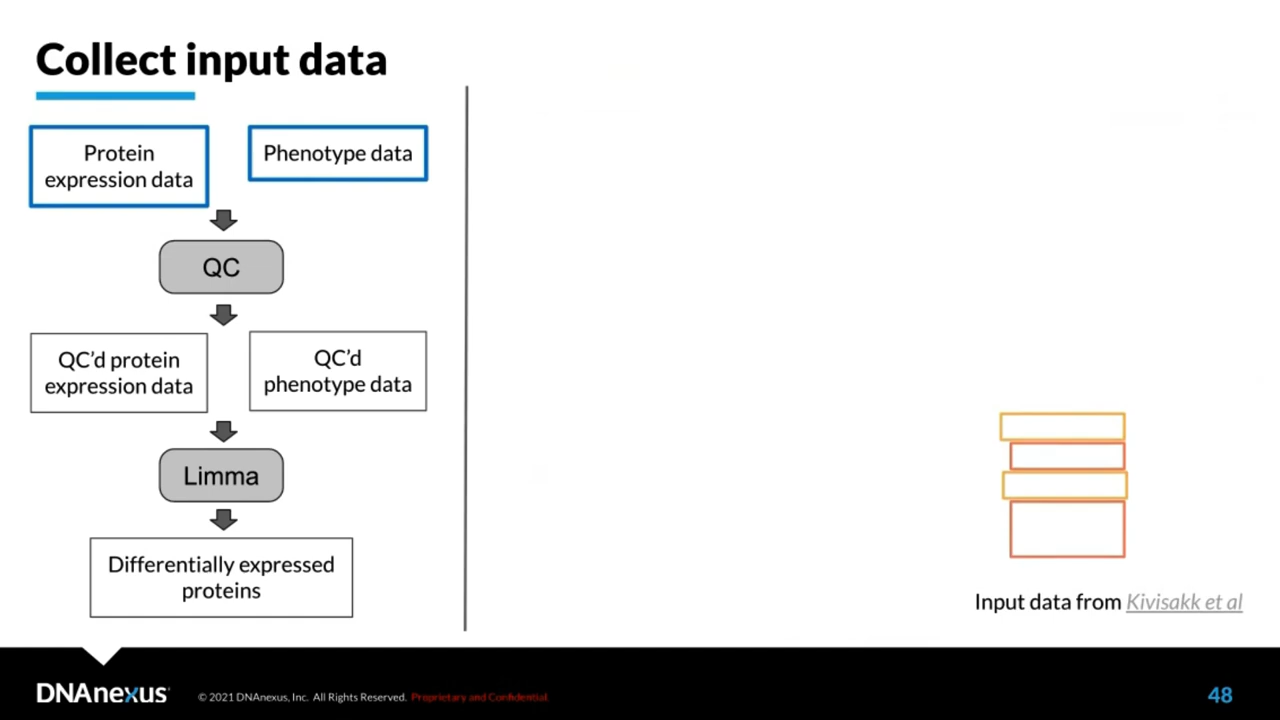 Collect input data
Protein
expression data
Phenotype data
QC
QC’d protein
expression data
QC’d
phenotype data
Limma
Differentially expressed
proteins
Input data from Kivisakk et al
DNAnexus
© 2021 DNAnexus, Inc. All Rights Reserved. Proprietary and Confidential.
48